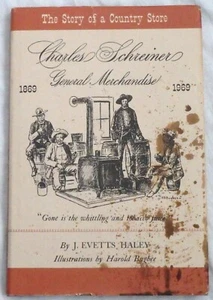 The Story of a Country Store
Charles Schreiner
General Merchandise
1869
1969
"Gone is the whittling and tobacco juice"
By J. EVETTS HALEY
Illustrations by Harold Bugbee